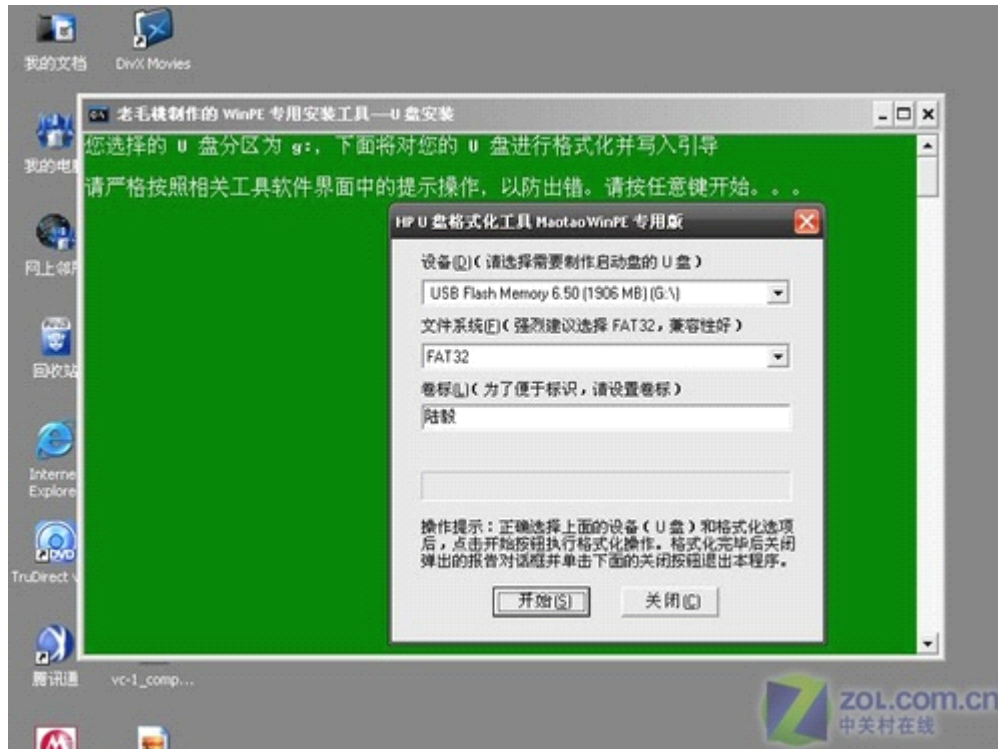 我的文档
DivX Movies
老毛桃制作的 WinPE 专用安装工具—U 盘安装
您选择的 U 盘分区为 g:，下面将对您的 U 盘进行格式化并写入引导
我的电
请严格按照相关工具软件界面中的提示操作，以防出错。请按任意键开始。。。
HP U 盘格式化工具 MaotaoWinPE 专用版
设备(D)( 请选择需要制作启动盘的 U 盘 )
网上邻
USB Flash Memory 6.50 (1906 MB) (G:\)
文件系统(F)( 强烈建议选择 FAT32，兼容性好 )
FAT32
回收站
卷标(L)( 为了便于标识，请设置卷标 )
陆毅
Interne
Explore
操作提示：正确选择上面的设备( U 盘 )和格式化选项
后，点击开始按钮执行格式化操作。格式化完毕后关闭
弹出的报告对话框并单击下面的关闭按钮退出本程序。
TruDirect v
开始(S)
关闭(C)
腾讯通
vc-1_comp...
ZOL.COM.CN
中关村在线